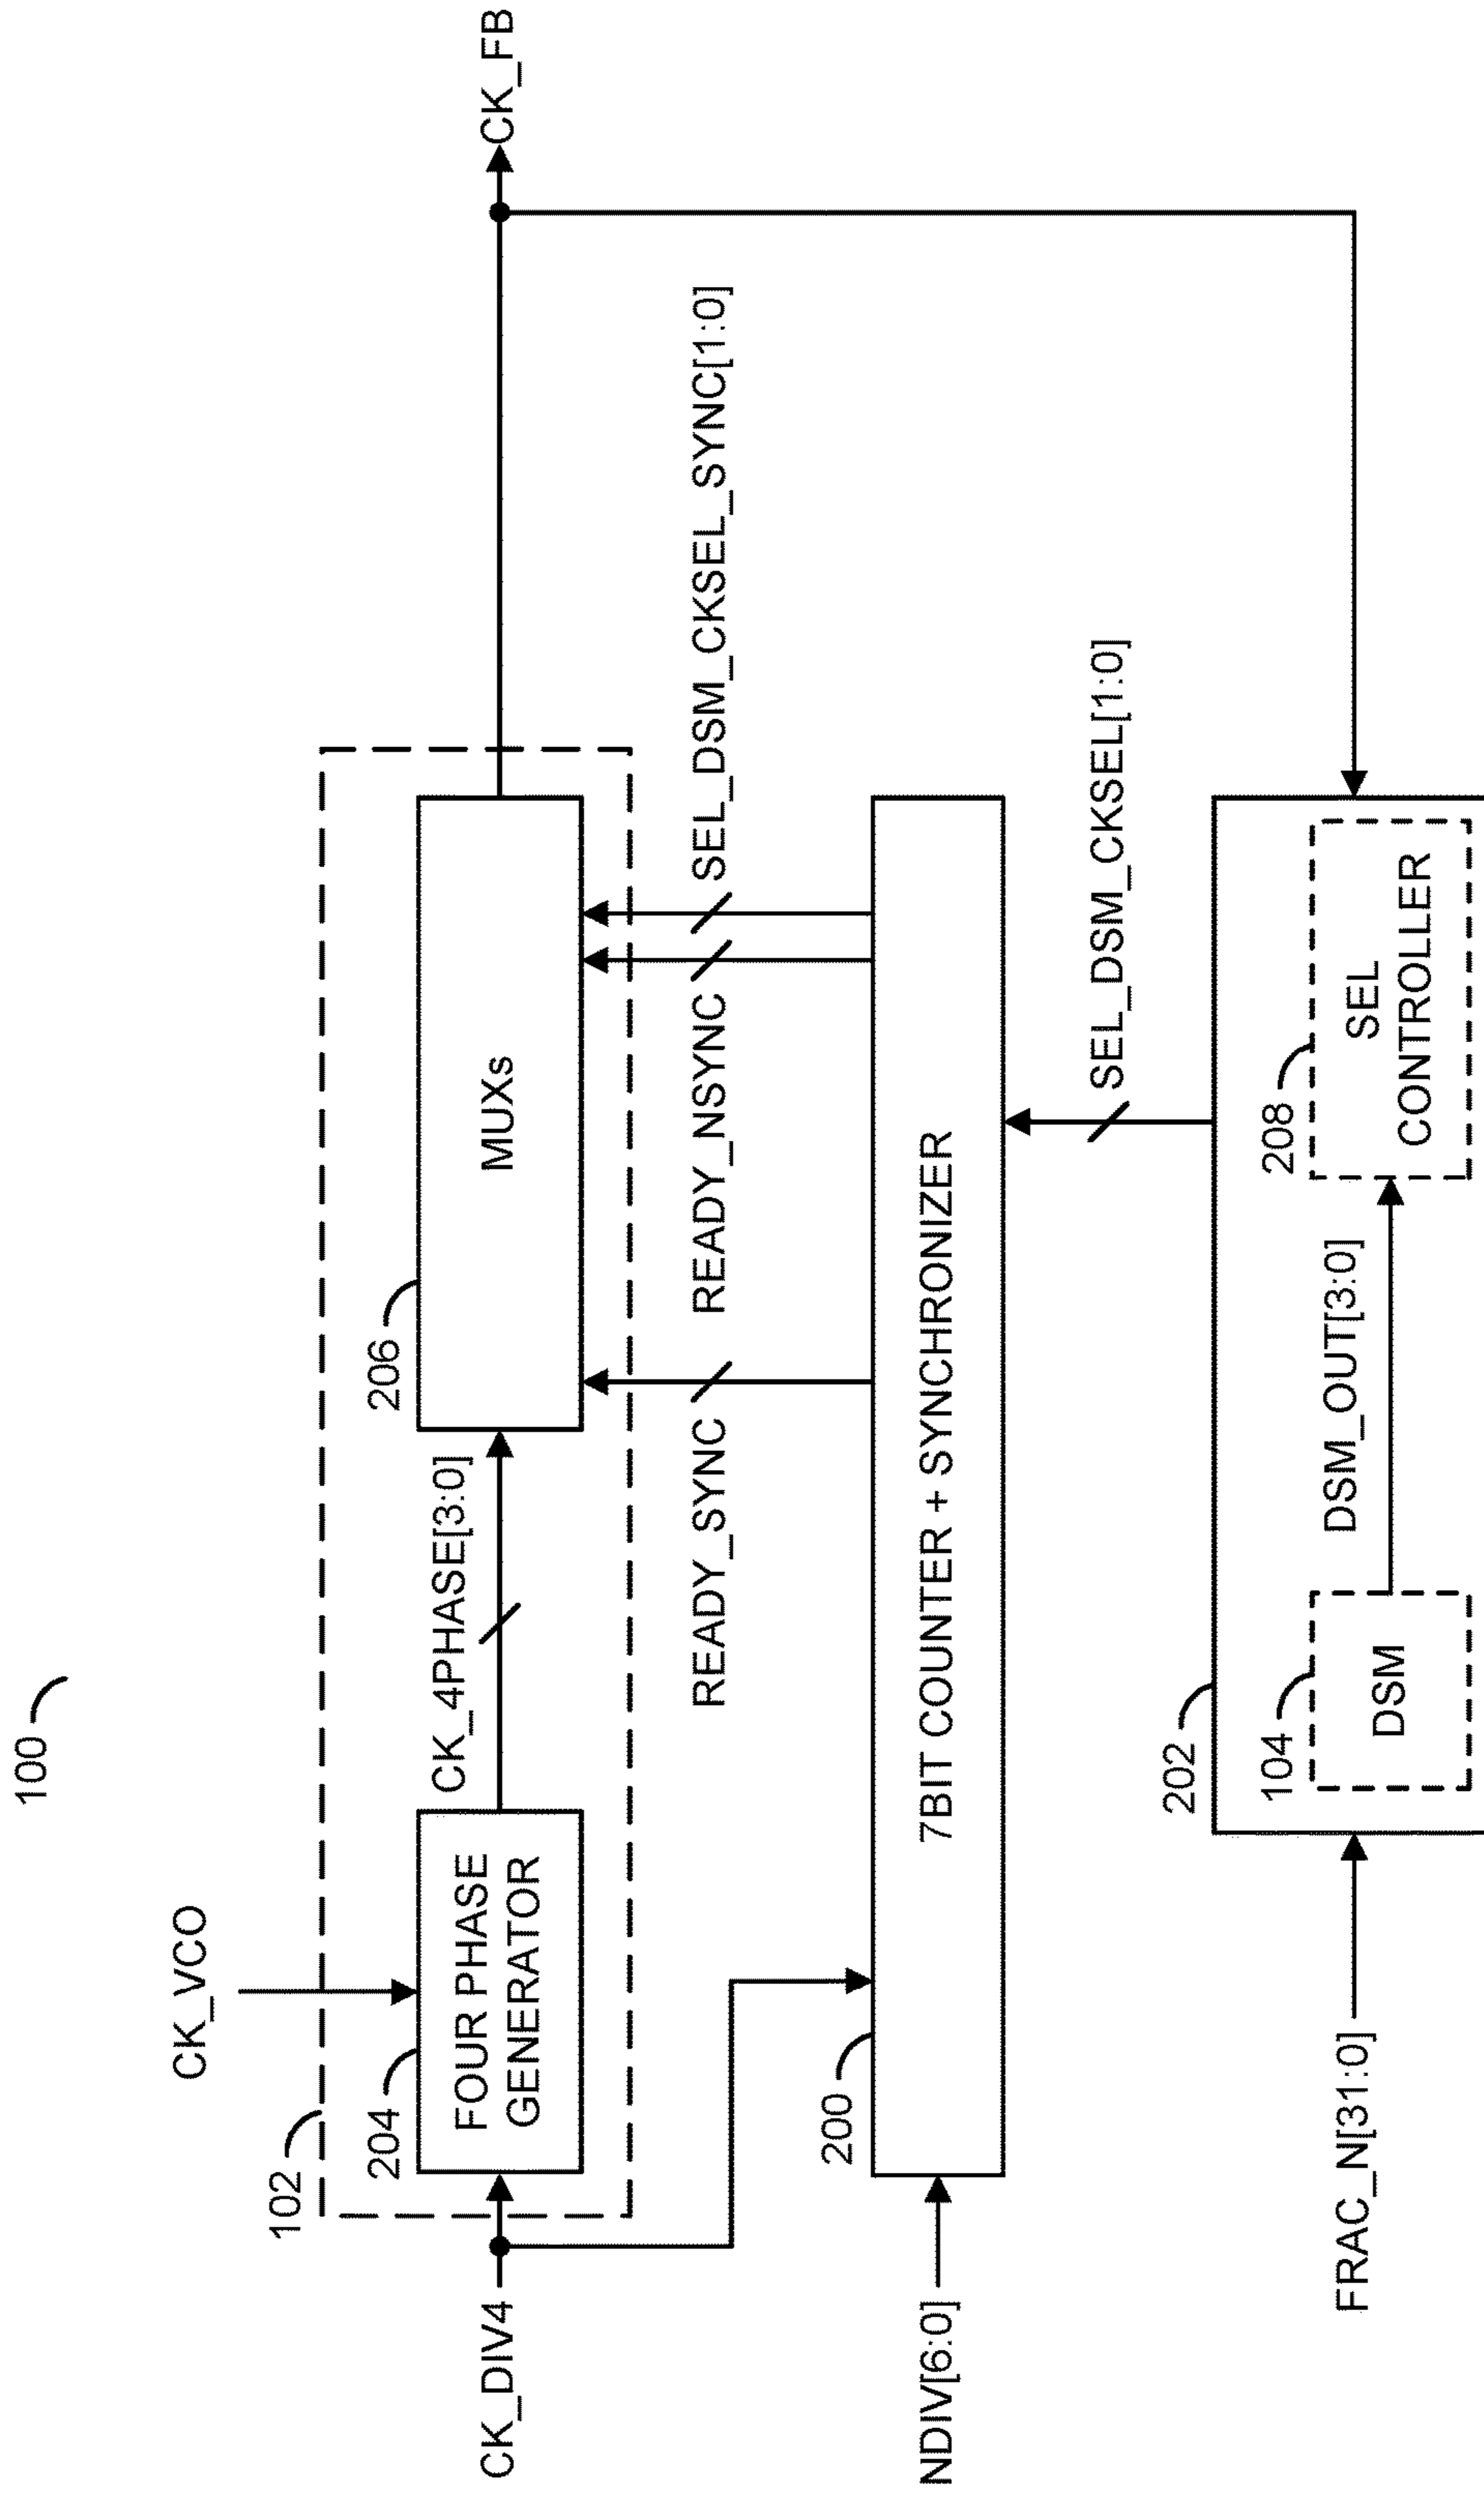 100
CK_VCO
102
204
206
CK_DIV4
FOUR PHASE
GENERATOR
CK_4PHASE[3:0]
MUXs
CK_FB
READY_SYNC
READY_NSYNC
SEL_DSM_CKSEL_SYNC[1:0]
200
NDIV[6:0]
7BIT COUNTER + SYNCHRONIZER
SEL_DSM_CKSEL[1:0]
202
104
208
FRAC_N[31:0]
DSM
DSM_OUT[3:0]
SEL
CONTROLLER